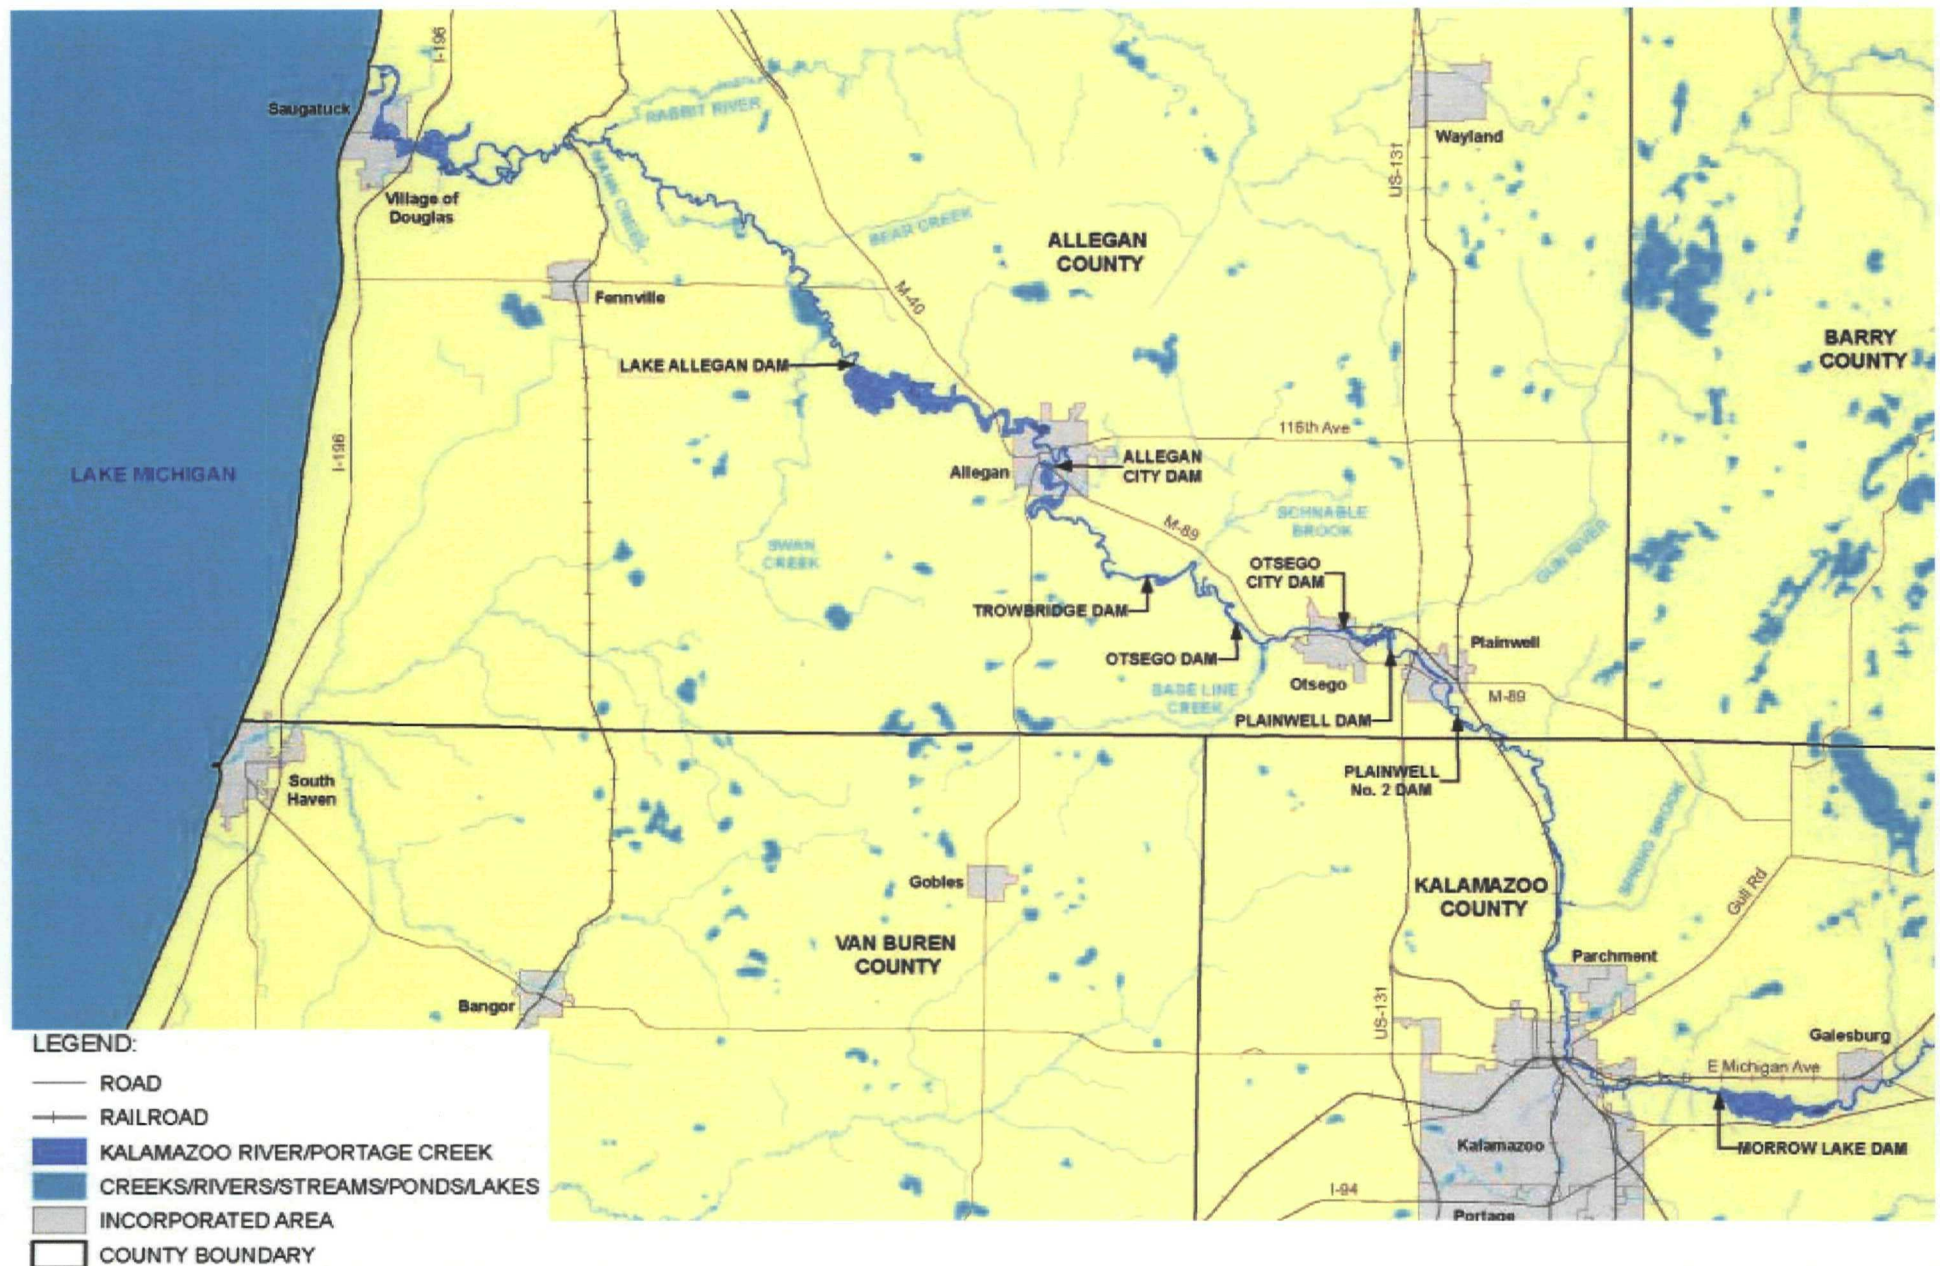 I-196
Saugatuck
RABBIT RIVER
Wayland
US-131
MANN CREEK
Village of
Douglas
BEAR CREEK
ALLEGAN
COUNTY
Fennville
M-40
BARRY
COUNTY
LAKE ALLEGAN DAM
116th Ave
I-196
LAKE MICHIGAN
Allegan
ALLEGAN
CITY DAM
M-89
SCHNABLE
BROOK
SWAN
CREEK
GUN RIVER
OTSEGO
CITY DAM
TROWBRIDGE DAM
Plainwell
OTSEGO DAM
Otsego
BASE LINE
CREEK
M-89
PLAINWELL DAM
PLAINWELL
No. 2 DAM
South
Haven
SPRING BROOK
Gobles
KALAMAZOO
COUNTY
Gull Rd
VAN BUREN
COUNTY
Parchment
Bangor
US-131
Galesburg
E Michigan Ave
Kalamazoo
MORROW LAKE DAM
I-94
Portage
LEGEND:
ROAD
RAILROAD
KALAMAZOO RIVER/PORTAGE CREEK
CREEKS/RIVERS/STREAMS/PONDS/LAKES
INCORPORATED AREA
COUNTY BOUNDARY